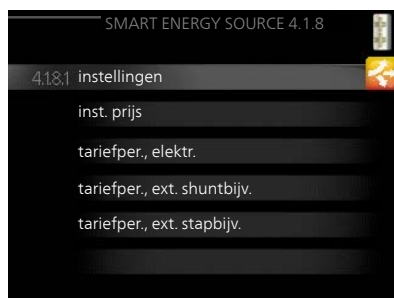 SMART ENERGY SOURCE 4.1.8
4.1.8.1 instellingen
inst. prijs
tariefper., elektr.
tariefper., ext. shuntbijv.
tariefper., ext. stapbijv.